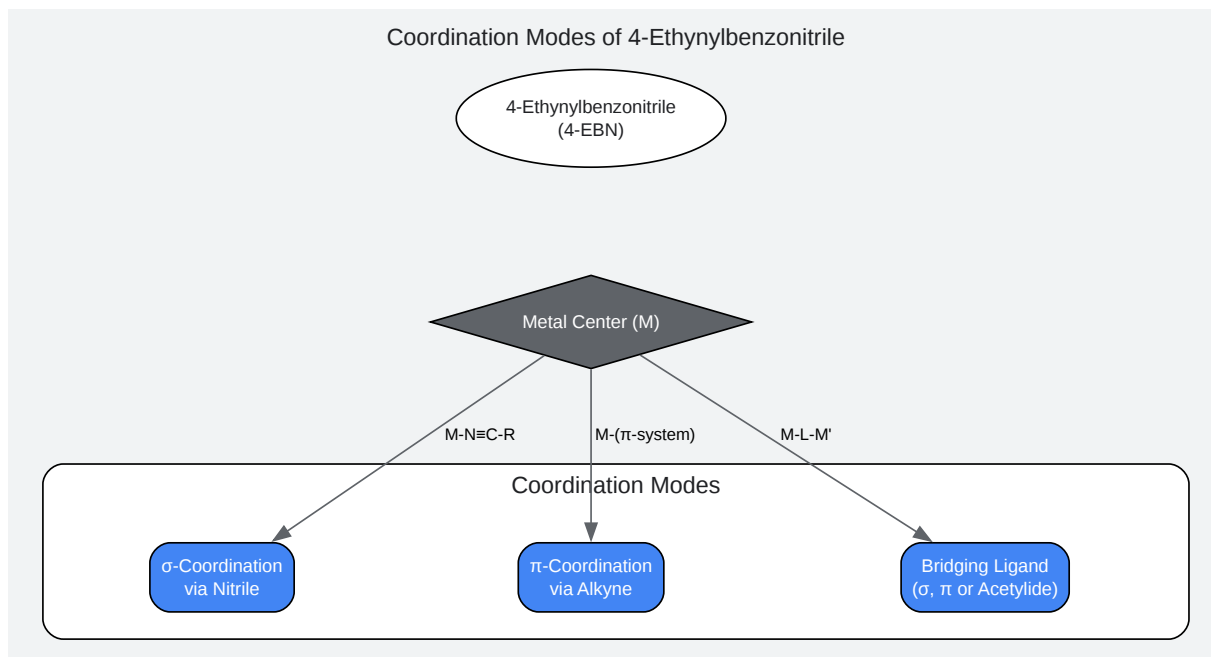 Coordination Modes of 4-Ethynylbenzonitrile
4-Ethynylbenzonitrile
(4-EBN)
Metal Center (M)
M-N≡C-R
M-(π-system)
M-L-M'
Coordination Modes
σ-Coordination
via Nitrile
π-Coordination
via Alkyne
Bridging Ligand
(σ, π or Acetylide)